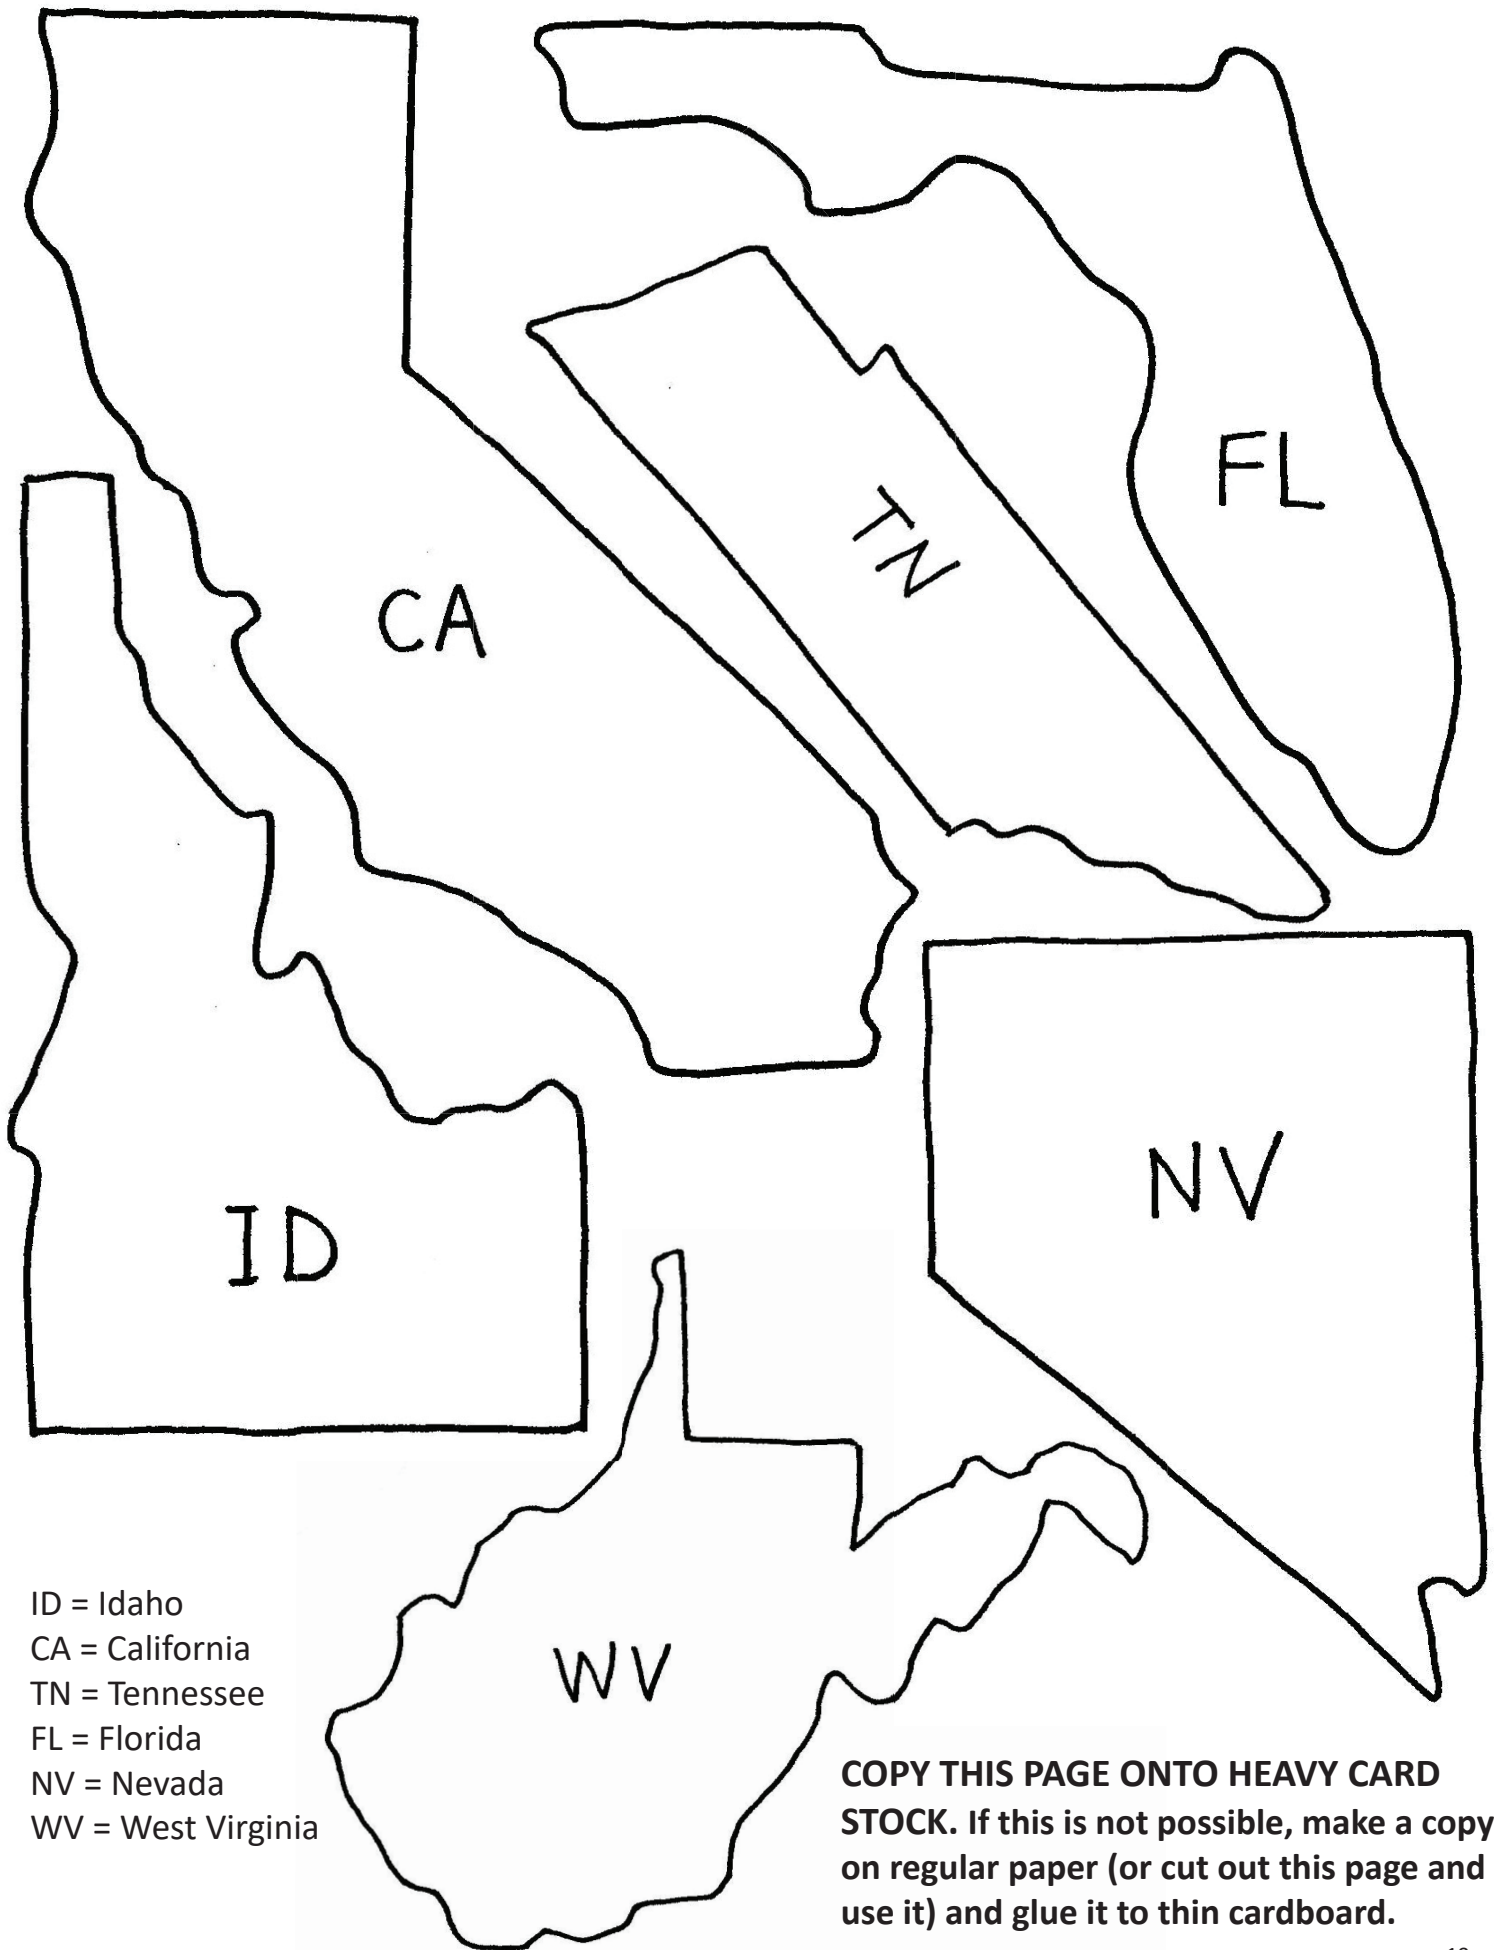 FL
TN
CA
NV
ID
WV
ID = Idaho
CA = California
TN = Tennessee
FL = Florida
NV = Nevada
WV = West Virginia
COPY THIS PAGE ONTO HEAVY CARD
STOCK. If this is not possible, make a copy
on regular paper (or cut out this page and
use it) and glue it to thin cardboard.